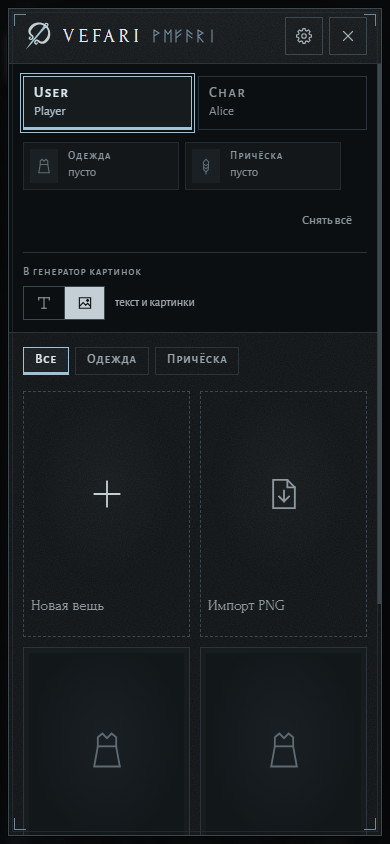 VEFARI ᚹᛖᚠᚨᚱᛁ
User
Player
Char
Alice
Одежда
пусто
Причёска
пусто
Снять всё
В генератор картинок
T
текст и картинки
Все
Одежда
Причёска
Новая вещь
Импорт PNG